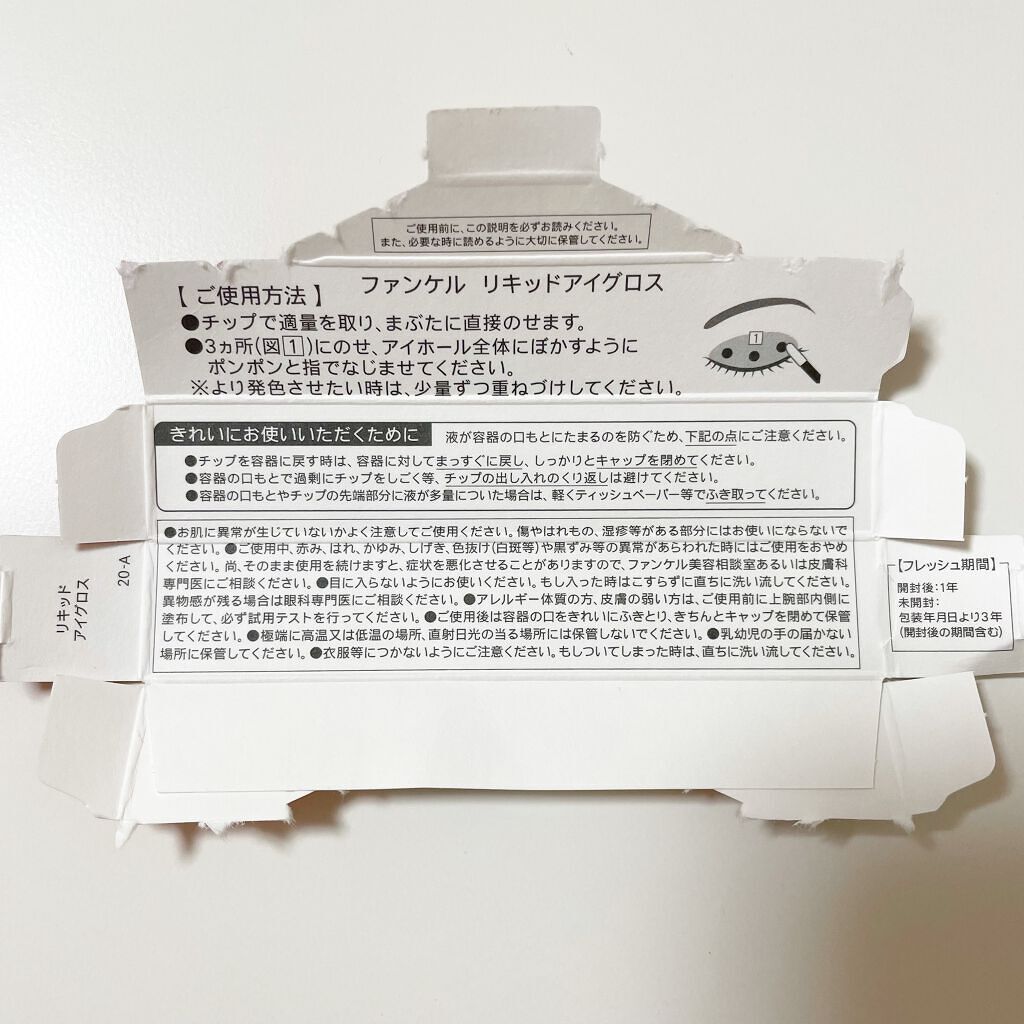 ご使用前に、この説明を必ずお読みください。
また、必要な時に読めるように大切に保管してください。
ファンケル リキッドアイグロス
【ご使用方法】
●チップで適量を取り、まぶたに直接のせます。
●3ヵ所(図1)にのせ、アイホール全体にぼかすように
ポンポンと指でなじませてください。
※より発色させたい時は、少量ずつ重ねづけしてください。
1
きれいにお使いいただくために 液が容器の口もとにたまるのを防ぐため、下記の点にご注意ください。
●チップを容器に戻す時は、容器に対してまっすぐに戻し、しっかりとキャップを閉めてください。
●容器の口もとで過剰にチップをしごく等、チップの出し入れのくり返しは避けてください。
●容器の口もとやチップの先端部分に液が多量についた場合は、軽くティッシュペーパー等でふき取ってください。
●お肌に異常が生じていないかよく注意してご使用ください。傷やはれもの、湿疹等がある部分にはお使いにならないで
ください。●ご使用中、赤み、はれ、かゆみ、しげき、色抜け(白斑等)や黒ずみ等の異常があらわれた時にはご使用をおやめ
ください。尚、そのまま使用を続けますと、症状を悪化させることがありますので、ファンケル美容相談室あるいは皮膚科
専門医にご相談ください。●目に入らないようにお使いください。もし入った時はこすらずに直ちに洗い流してください。
異物感が残る場合は眼科専門医にご相談ください。●アレルギー体質の方、皮膚の弱い方は、ご使用前に上腕部内側に
塗布して、必ず試用テストを行ってください。●ご使用後は容器の口をきれいにふきとり、きちんとキャップを閉めて保管
してください。●極端に高温又は低温の場所、直射日光の当る場所には保管しないでください。●乳幼児の手の届かない
場所に保管してください。●衣服等につかないようにご注意ください。もしついてしまった時は、直ちに洗い流してください。
リキッド
アイグロス
20-A
【フレッシュ期間】
開封後:1年
未開封:
包装年月日より3年
(開封後の期間含む)